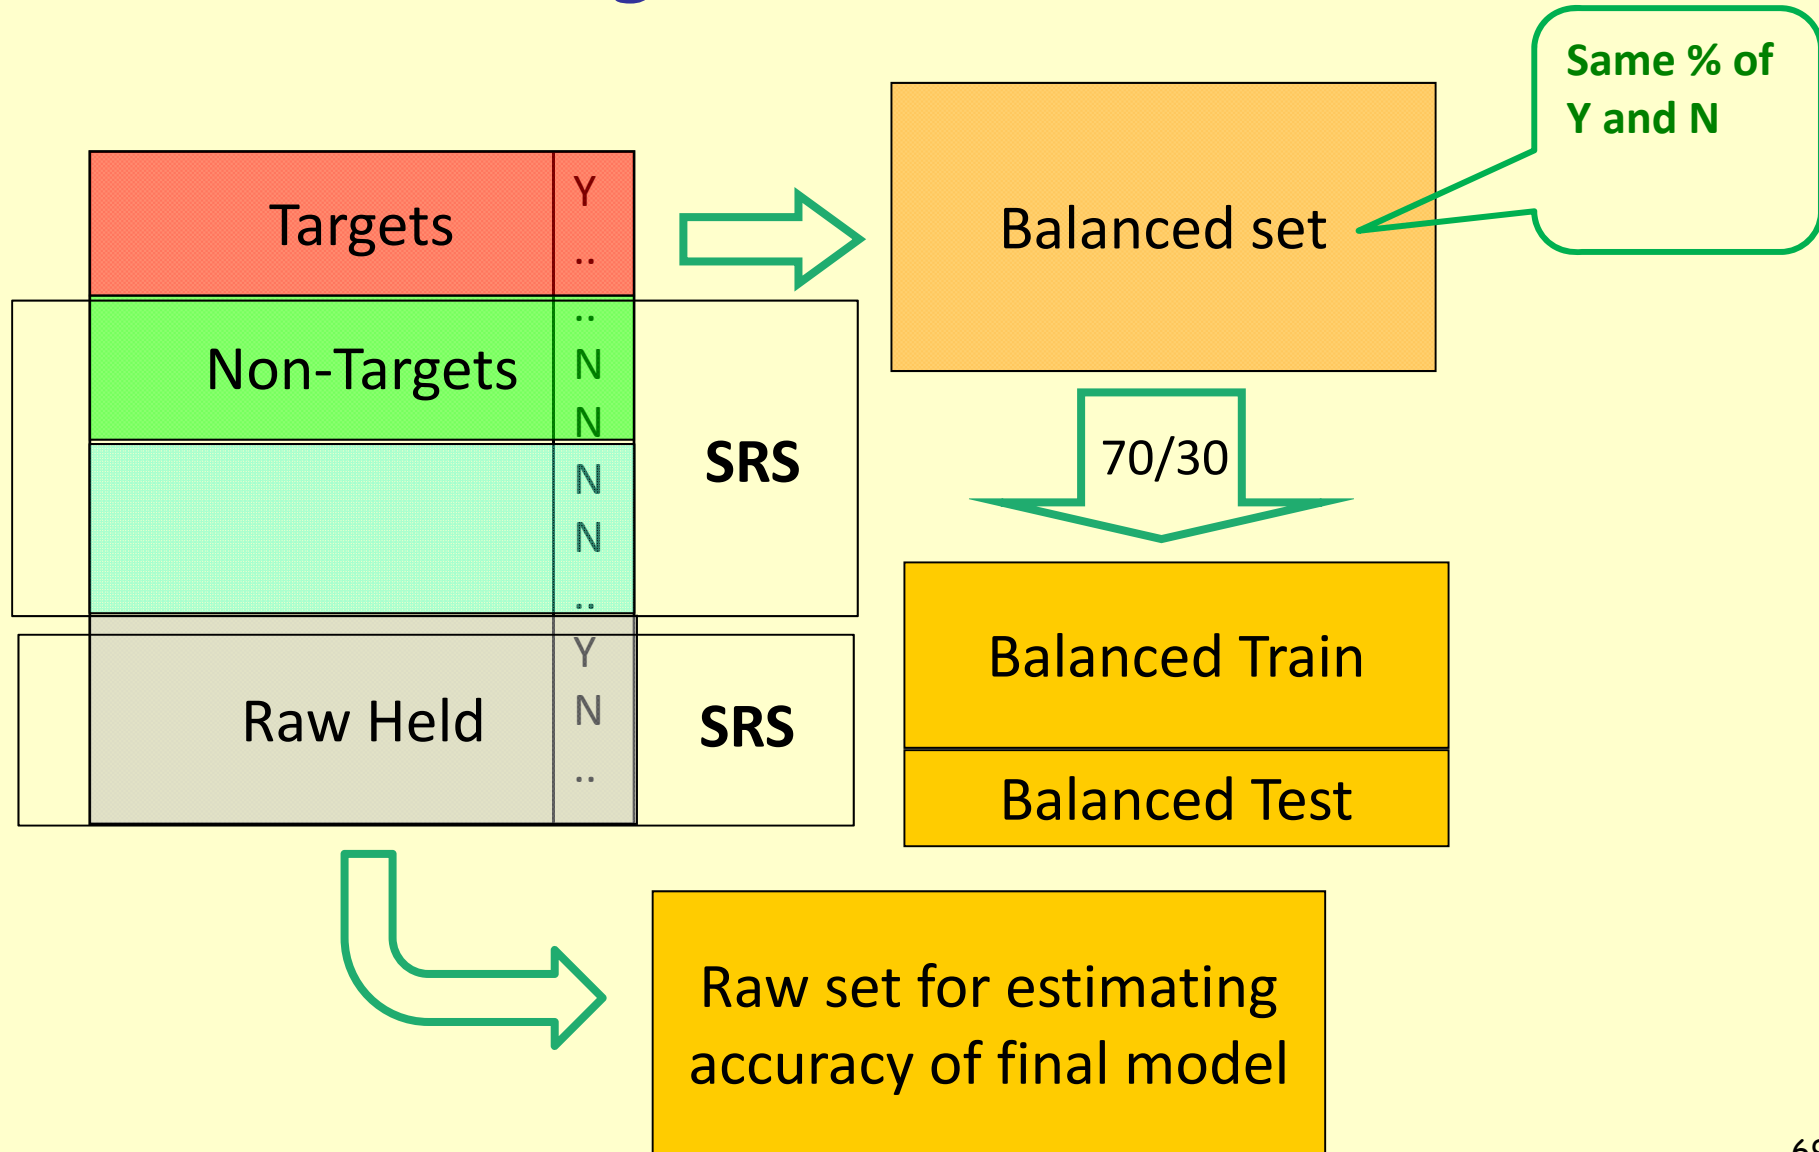 Same % of
Y and N
Targets
Y
..
Balanced set
Non-Targets
..
N
N
N
N
..
SRS
70/30
Raw Held
Y
N
..
SRS
Balanced Train
Balanced Test
Raw set for estimating
accuracy of final model